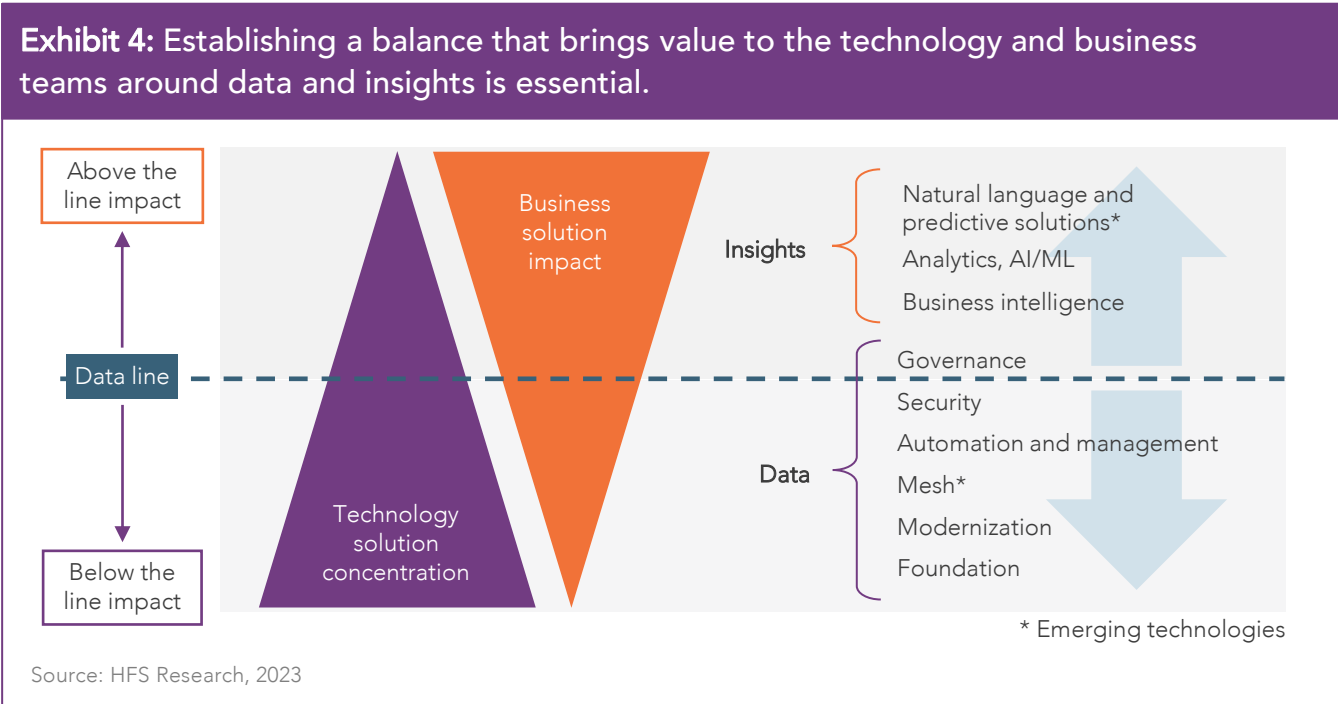 Exhibit 4: Establishing a balance that brings value to the technology and business
teams around data and insights is essential.
Above the
line impact
Data line
Below the
line impact
Technology
solution
concentration
Business
solution
impact
Insights
Natural language and
predictive solutions*
Analytics, AI/ML
Business intelligence
Data
Governance
Security
Automation and management
Mesh*
Modernization
Foundation
* Emerging technologies
Source: HFS Research, 2023